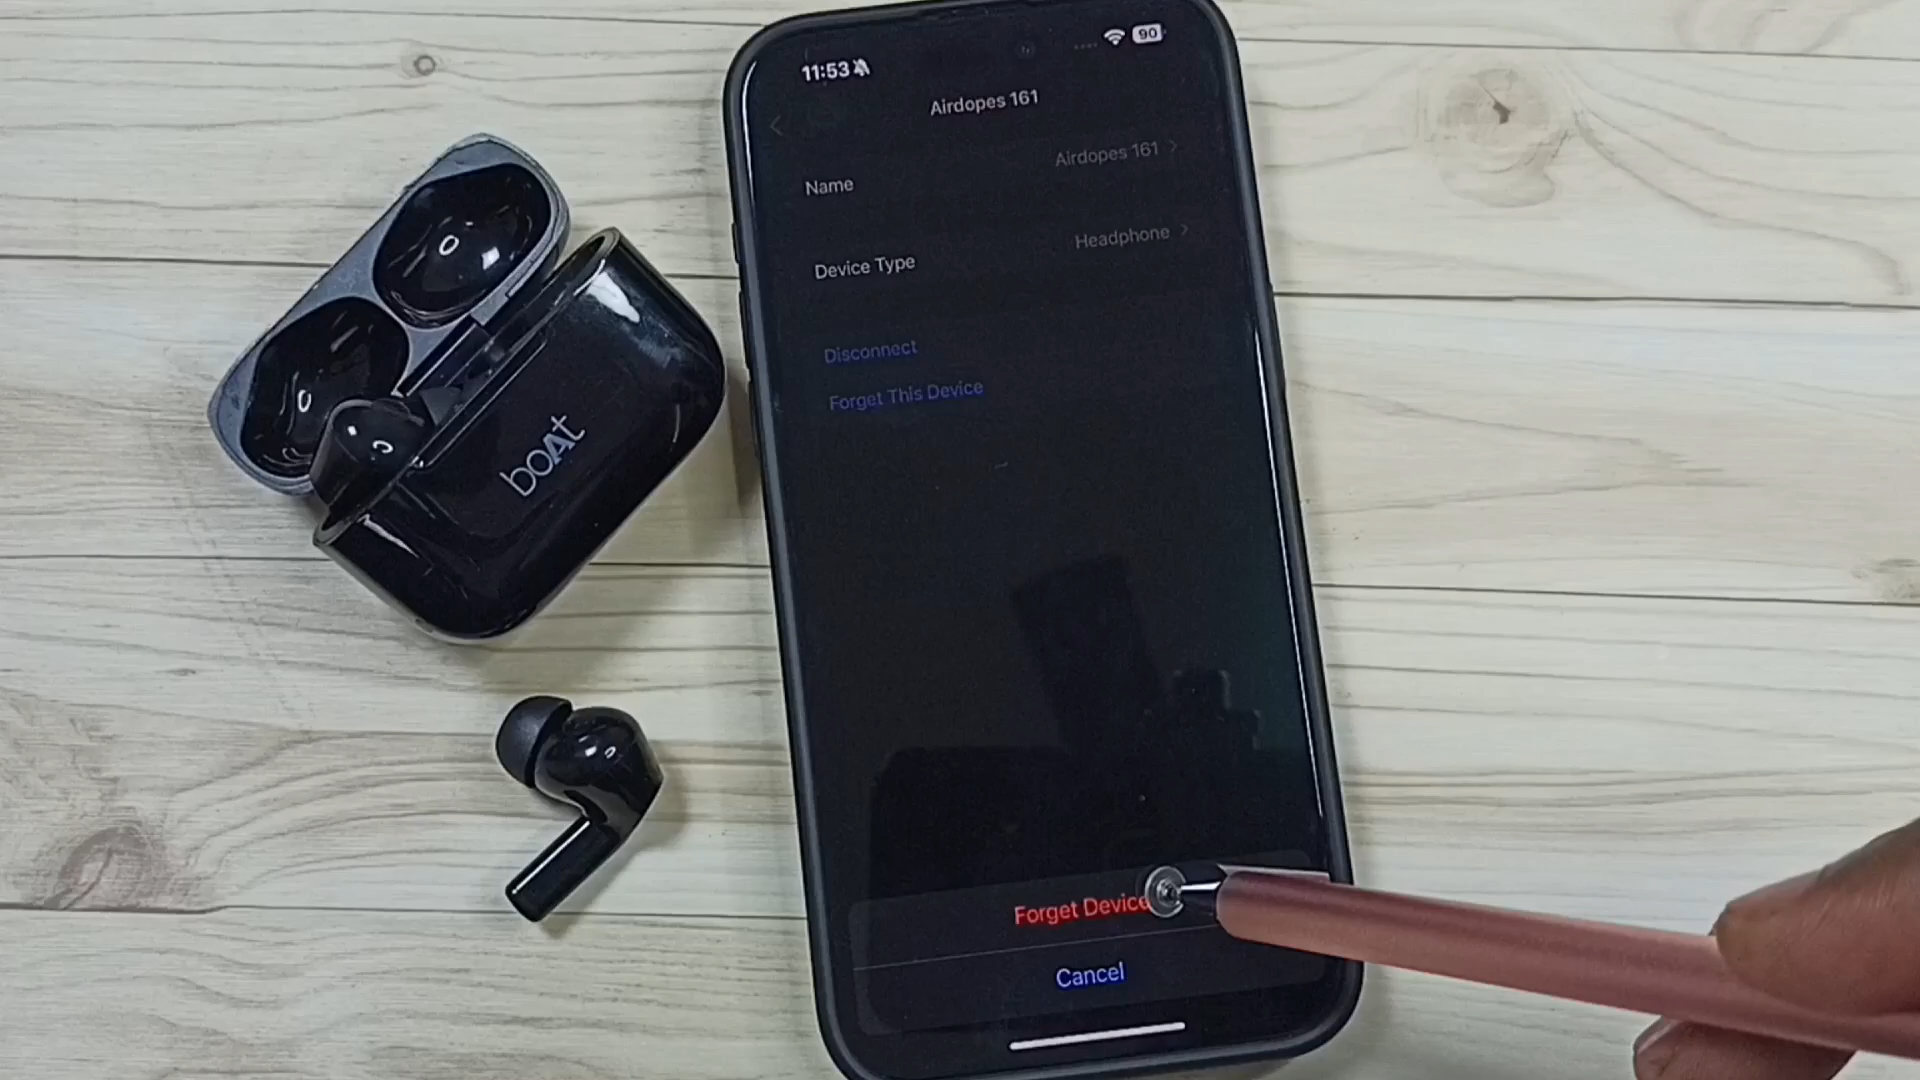 11:53
90
Airdopes 161
Name
Airdopes 161
Device Type
Headphone
Disconnect
Forget This Device
boAt
Forget Device
Cancel